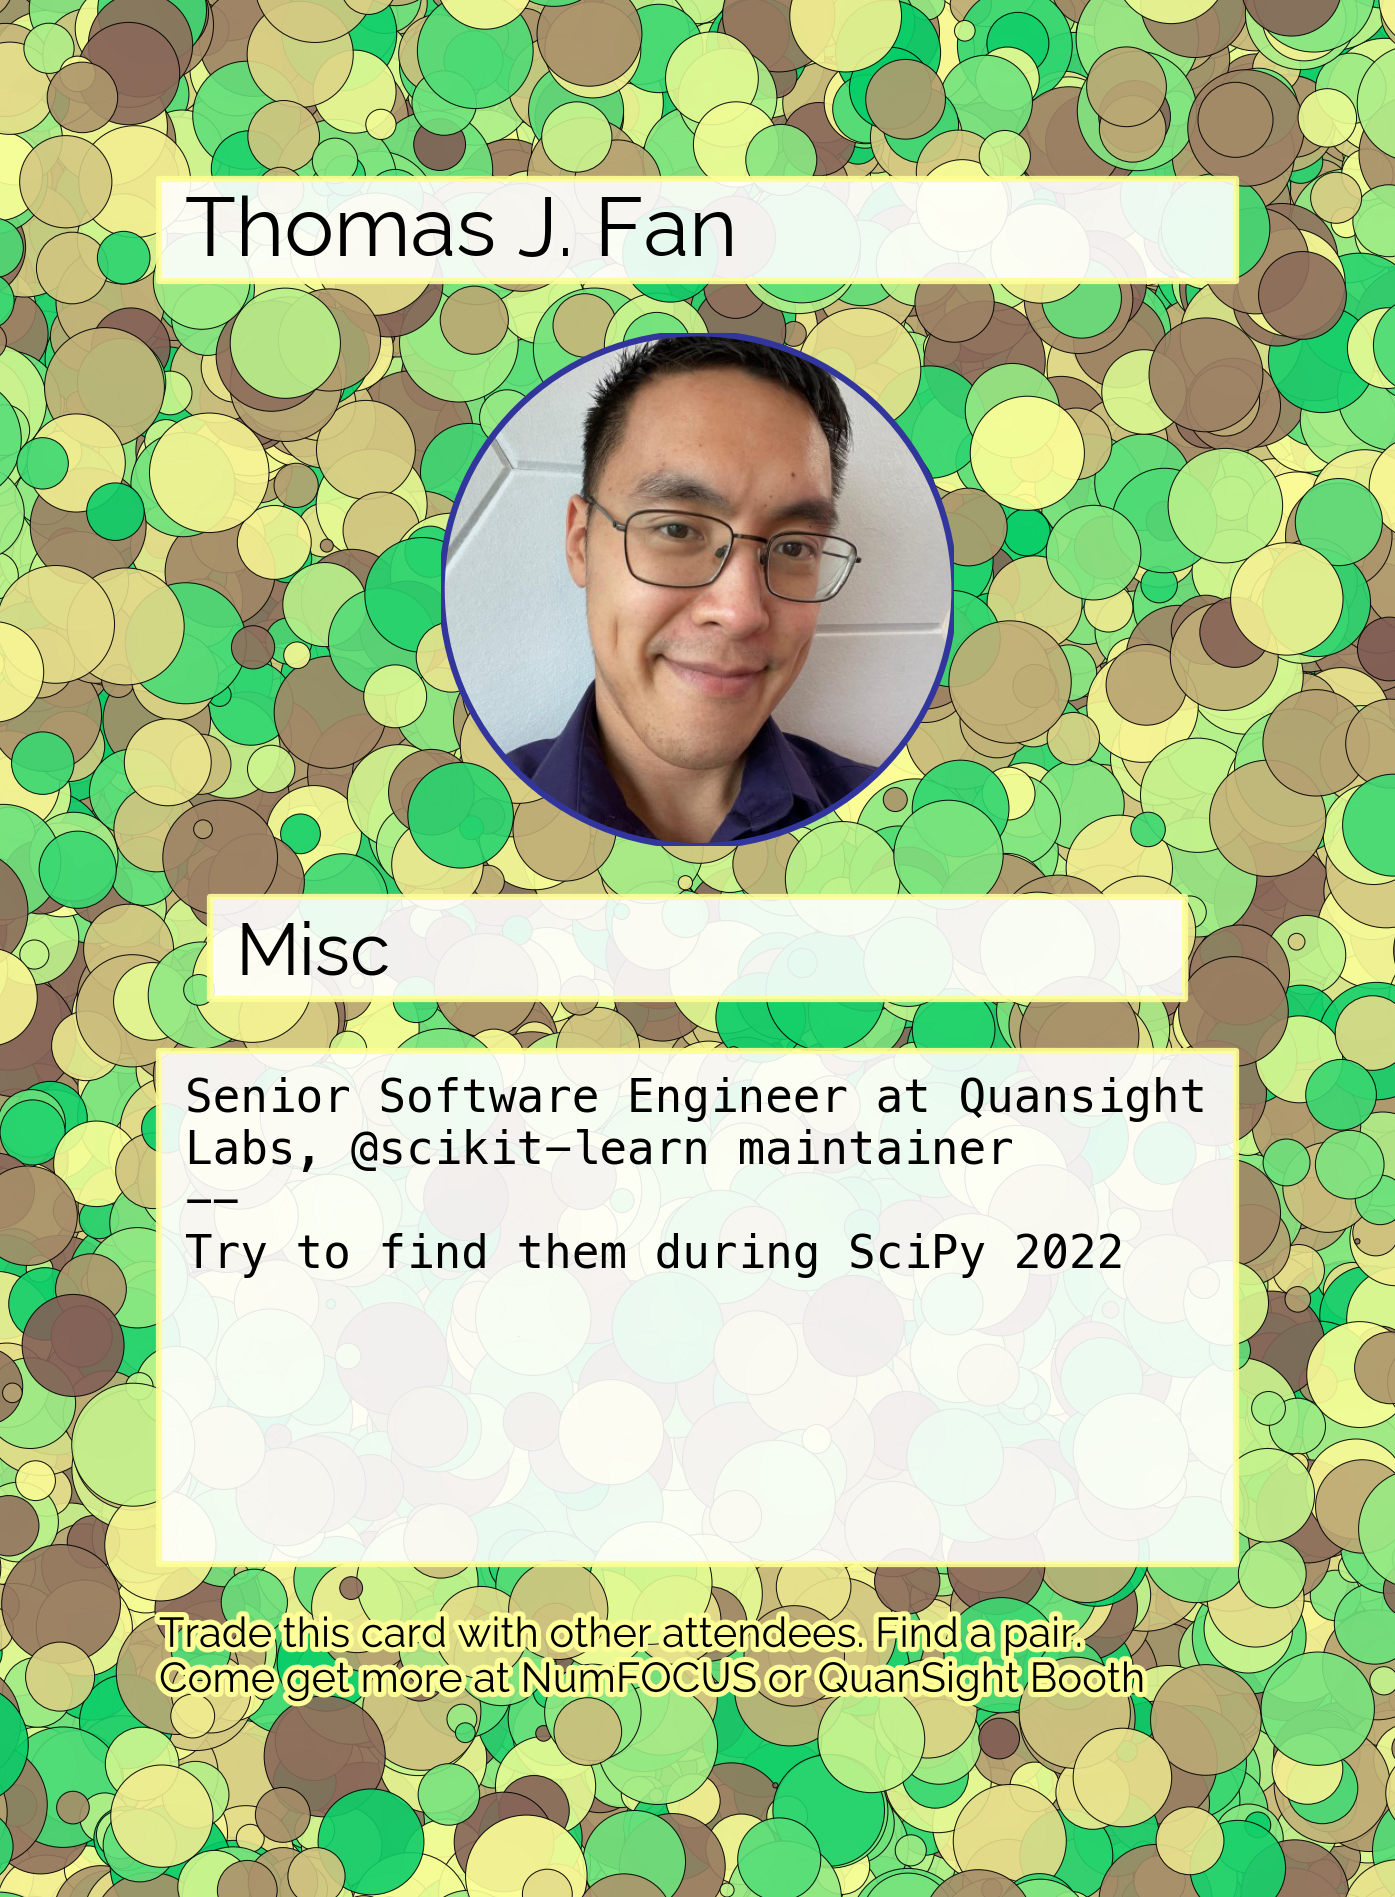 Thomas J. Fan
Misc
Senior Software Engineer at Quansight
Labs, @scikit-learn maintainer
--
Try to find them during SciPy 2022
Trade this card with other attendees. Find a pair.
Come get more at NumFOCUS or QuanSight Booth